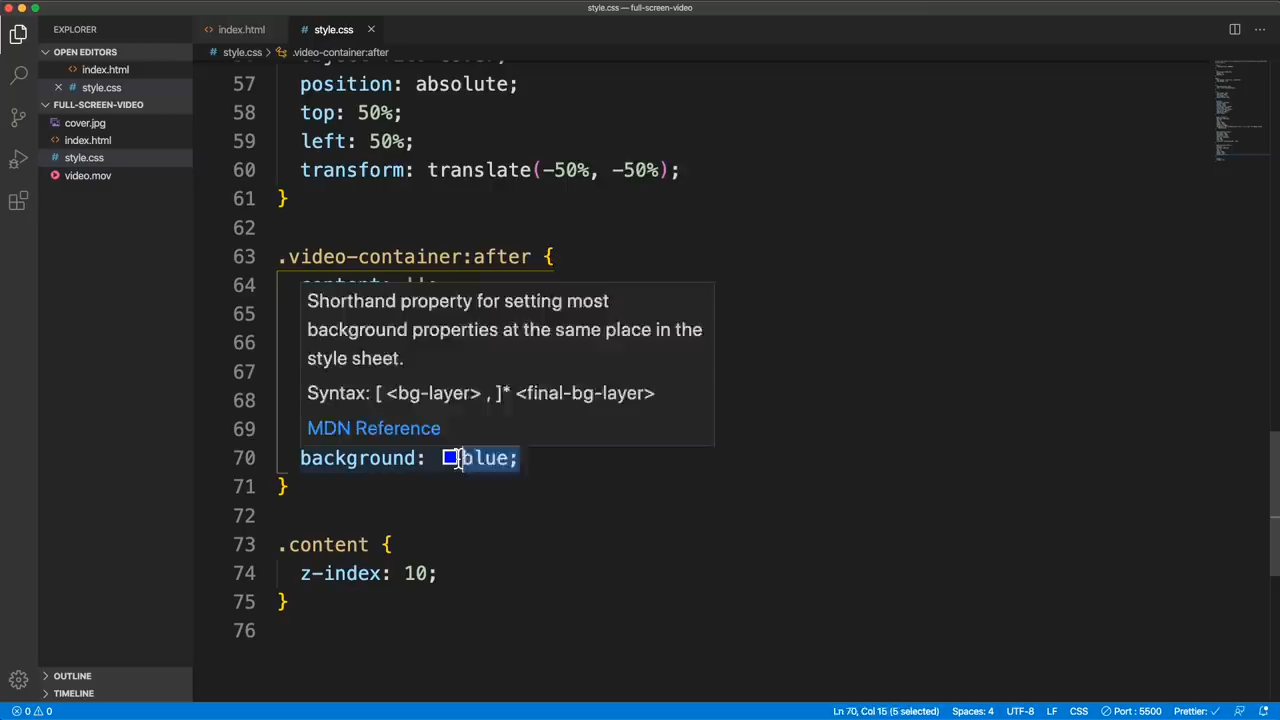 style.css — full-screen-video
EXPLORER
index.html
style.css
OPEN EDITORS
index.html
style.css
FULL-SCREEN-VIDEO
cover.jpg
index.html
style.css
video.mov
OUTLINE
TIMELINE
style.css > .video-container:after
57 position: absolute;
58 top: 50%;
59 left: 50%;
60 transform: translate(-50%, -50%);
61 }
62
63 .video-container:after {
64
65
66
67
68
69
Shorthand property for setting most
background properties at the same place in the
style sheet.
Syntax: [ <bg-layer> , ]* <final-bg-layer>
MDN Reference
70 background: blue;
71 }
72
73 .content {
74 z-index: 10;
75 }
76
0 0
Ln 70, Col 15 (5 selected) Spaces: 4 UTF-8 LF CSS Port : 5500 Prettier: ✓